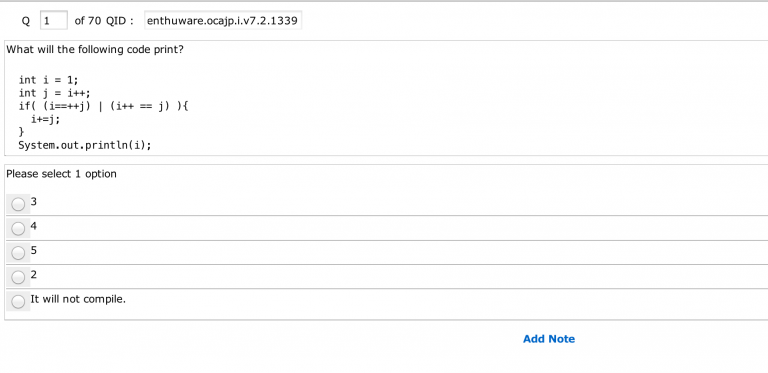 Q 1 of 70 QID : enthuware.ocajp.i.v7.2.1339
What will the following code print?
int i = 1;
int j = i++;
if( (i==++j) | (i++ == j) ){
i+=j;
}
System.out.println(i);
Please select 1 option
3
4
5
2
It will not compile.
Add Note